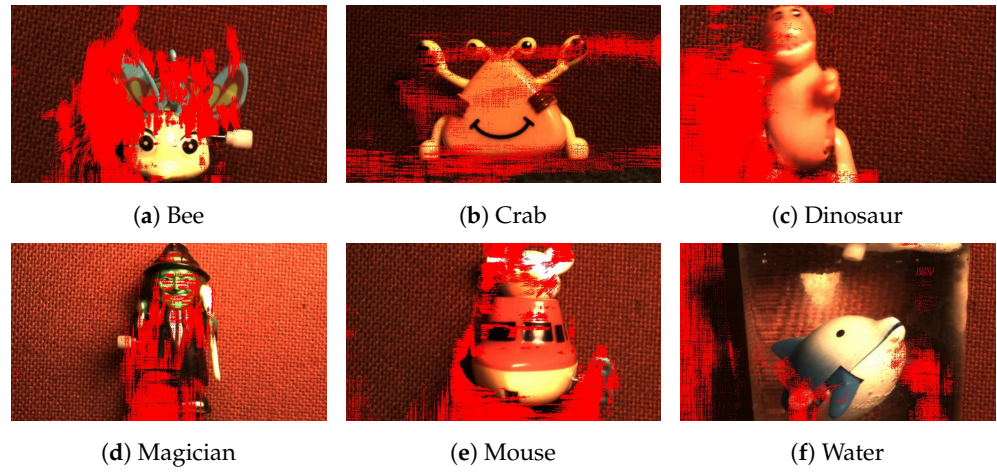 (a) Bee
(b) Crab
(c) Dinosaur
(d) Magician
(e) Mouse
(f) Water